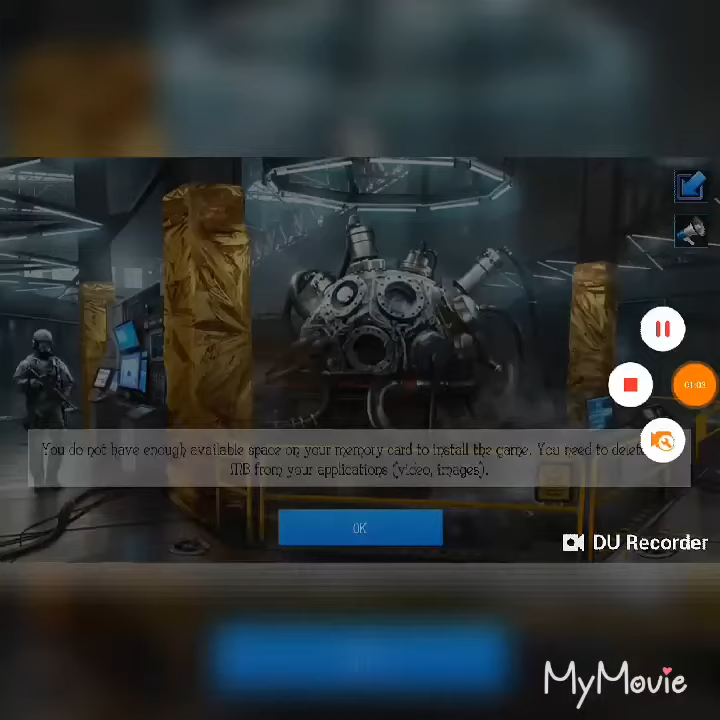 01:03
You do not have enough available space on your memory card to install the game. You need to
MB from your applications (video, images).
OK
DU Recorder
MyMovie